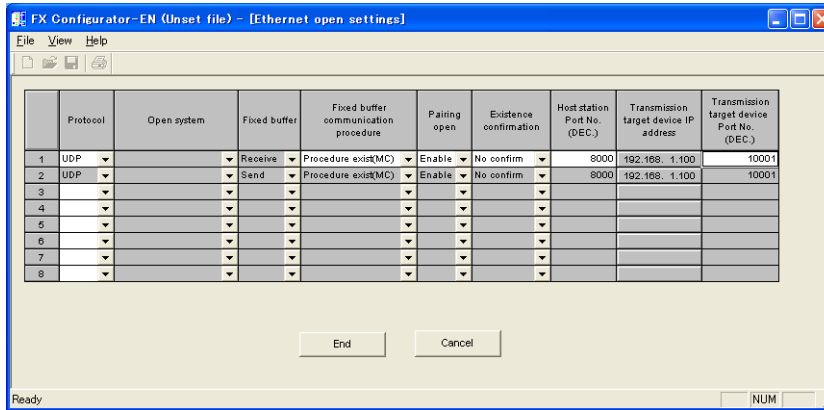 FX Configurator-EN (Unset file) - [Ethernet open settings]
File View Help
Protocol Open system Fixed buffer Fixed buffer communication procedure Pairing open Existence confirmation Host station Port No. (DEC.) Transmission target device IP address Transmission target device Port No. (DEC.)
1 UDP Receive Procedure exist(MC) Enable No confirm 8000 192.168. 1.100 10001
2 UDP Send Procedure exist(MC) Enable No confirm 8000 192.168. 1.100 10001
3
4
5
6
7
8
End Cancel
Ready NUM